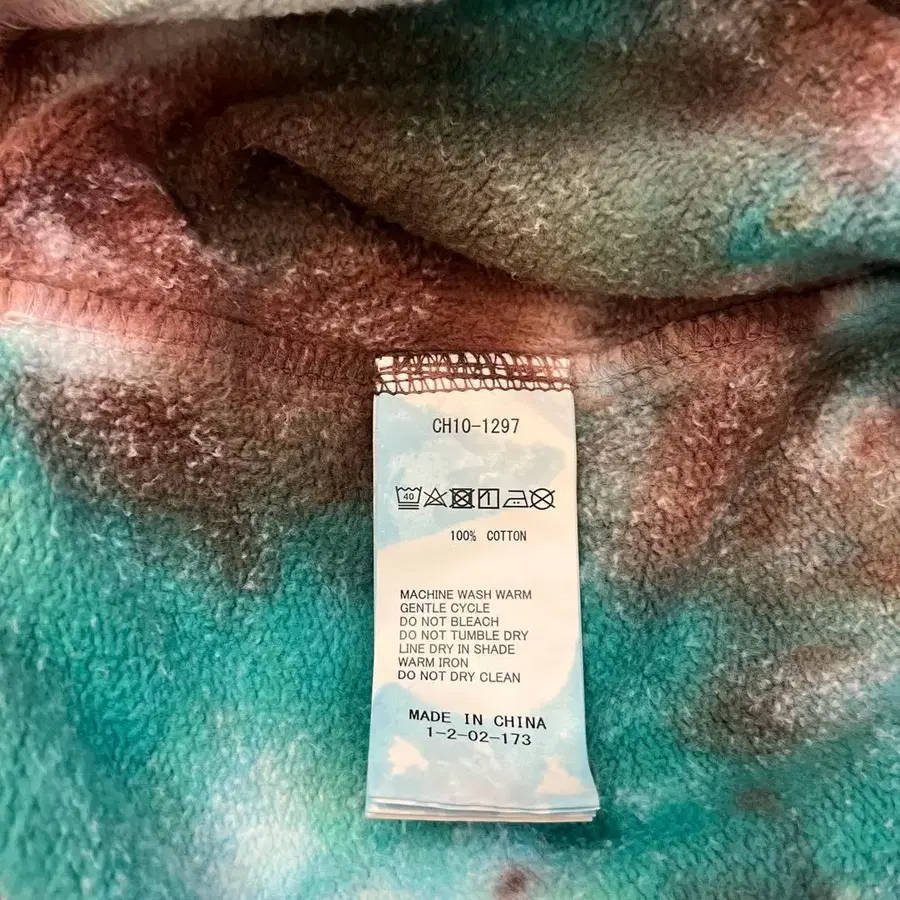 CH10-1297
40
100% COTTON
MACHINE WASH WARM
GENTLE CYCLE
DO NOT BLEACH
DO NOT TUMBLE DRY
LINE DRY IN SHADE
WARM IRON
DO NOT DRY CLEAN
MADE IN CHINA
1-2-02-173